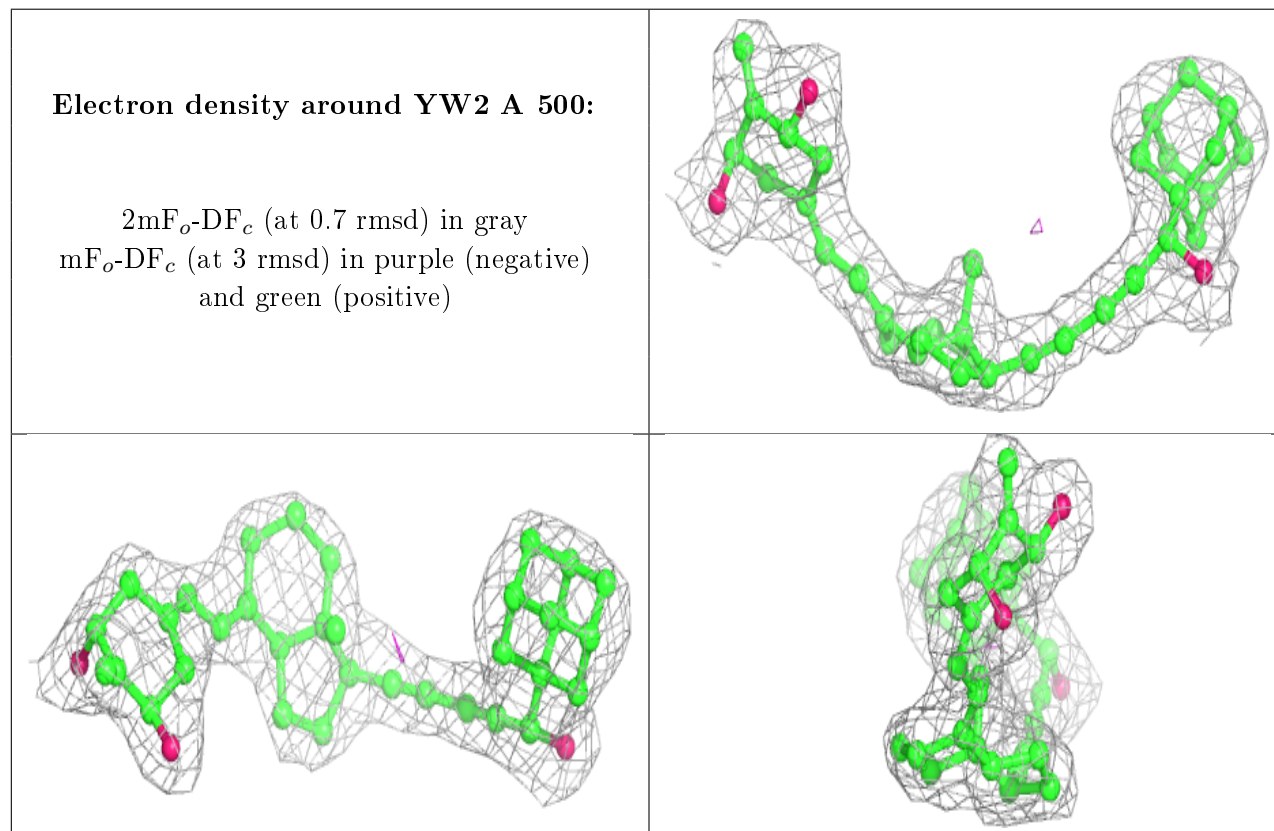 Electron density around YW2 A 500:
2mFₒ-DF𝒸 (at 0.7 rmsd) in gray
mFₒ-DF𝒸 (at 3 rmsd) in purple (negative)
and green (positive)